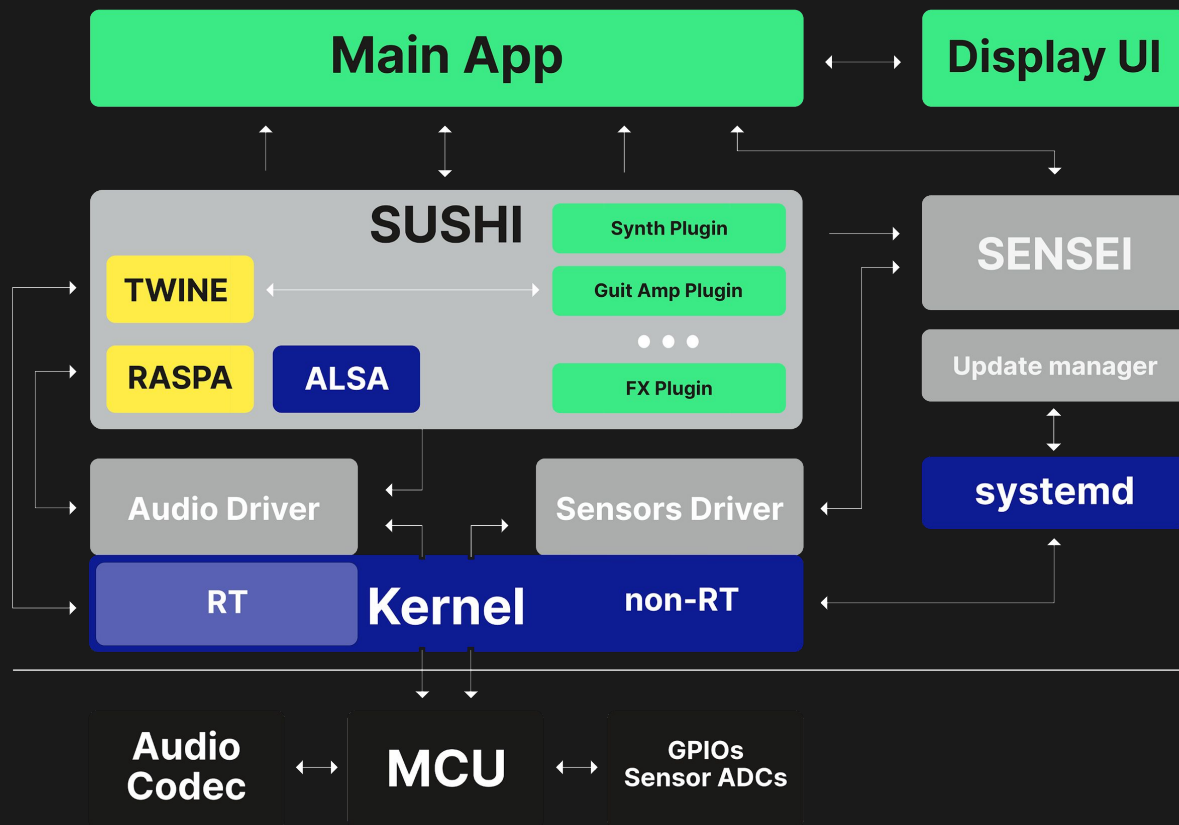 Main App
Display UI
SUSHI
Synth Plugin
TWINE
Guit Amp Plugin
RASPA
ALSA
FX Plugin
SENSEI
Update manager
Audio Driver
Sensors Driver
systemd
RT
Kernel
non-RT
Audio
Codec
MCU
GPIOs
Sensor ADCs